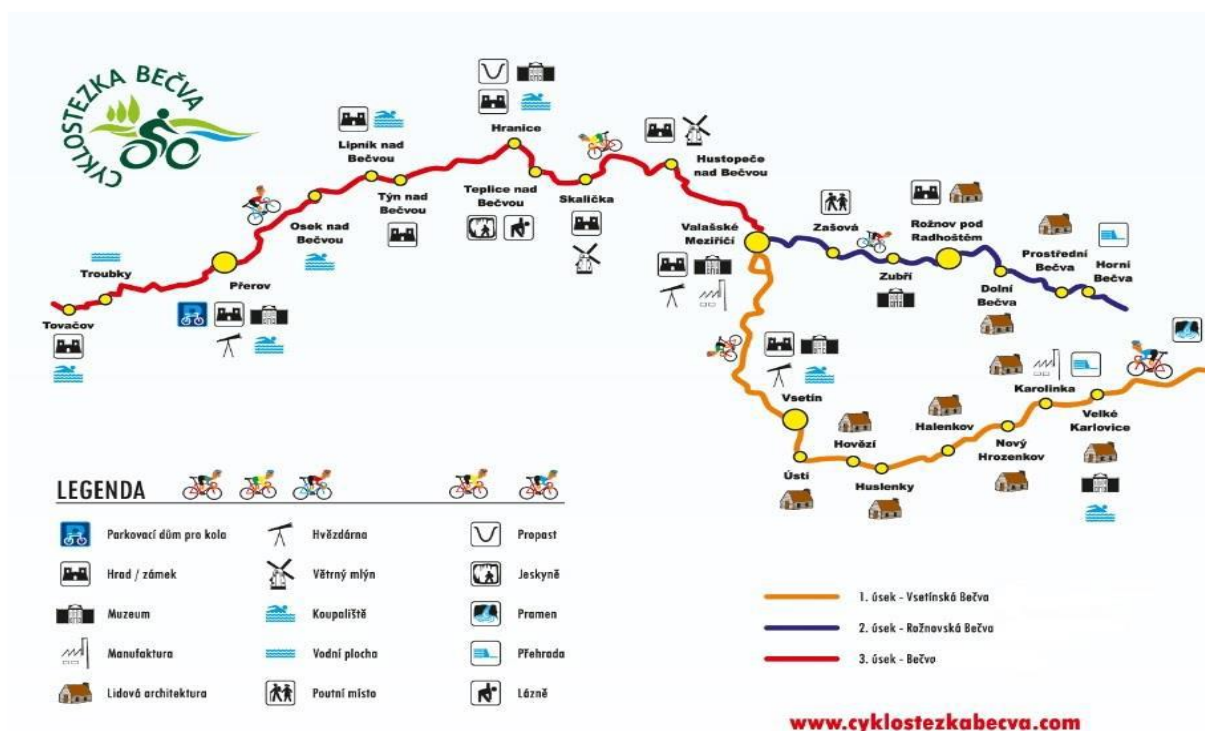 CYKLOSTEZKA BEČVA
Hranice
Lipník nad
Bečvou
Týn nad
Bečvou
Teplice nad
Bečvou
Skalička
Hustopeče
nad Bečvou
Osek nad
Bečvou
Troubky
Přerov
Tovačov
Valašské
Meziříčí
Zašová
Zubří
Rožnov pod
Radhoštěm
Prostřední
Bečva
Horní
Bečva
Dolní
Bečva
Vsetín
Ústí
Hovězí
Huslenky
Halenkov
Nový
Hrozenkov
Karolinka
Velké
Karlovice
LEGENDA
Parkovací dům pro kola
Hrad / zámek
Muzeum
Manufaktura
Lidová architektura
Hvězdárna
Větrný mlýn
Koupaliště
Vodní plocha
Poutní místo
Propast
Jeskyně
Pramen
Přehrada
Lázně
1. úsek - Vsetínská Bečva
2. úsek - Rožnovská Bečva
3. úsek - Bečva
www.cyklostezkabecva.com